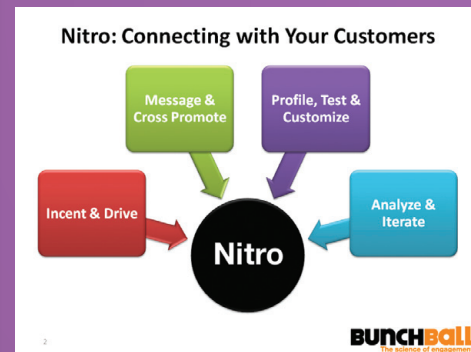 Nitro: Connecting with Your Customers
Message &
Cross Promote
Profile, Test &
Customize
Incent & Drive
Analyze &
Iterate
Nitro
2
BUNCHBALL
The science of engagement